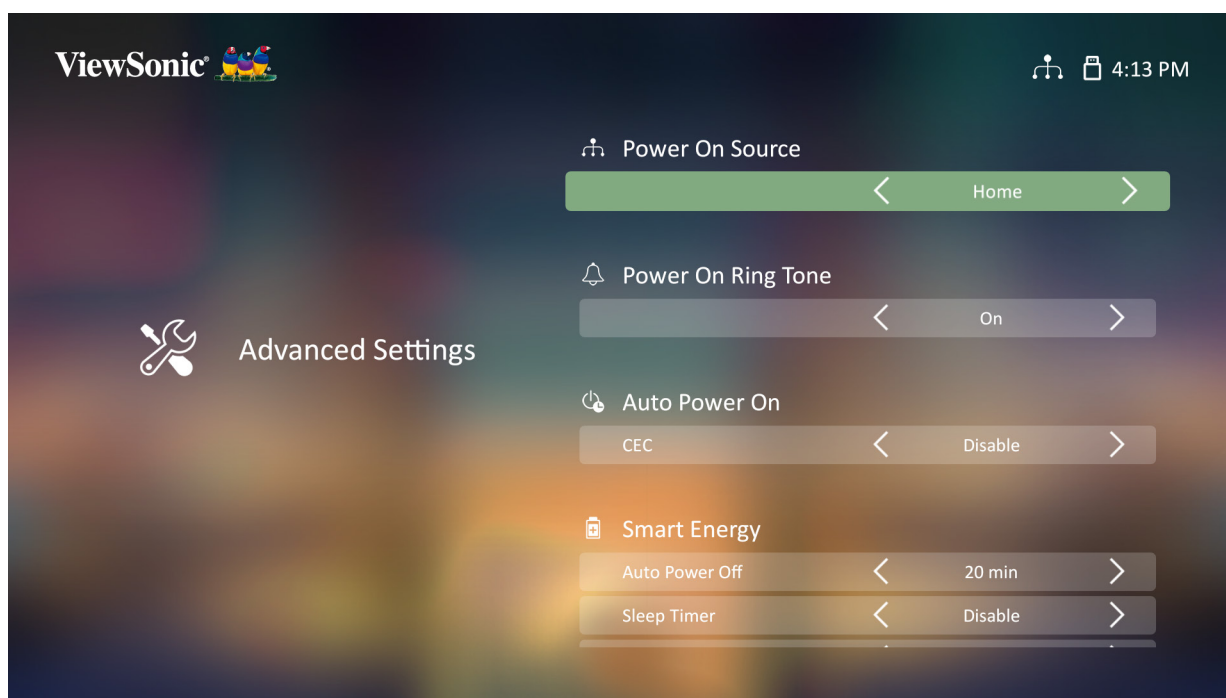 ViewSonic®
4:13 PM
Power On Source
Home
Power On Ring Tone
On
Advanced Settings
Auto Power On
CEC Disable
Smart Energy
Auto Power Off 20 min
Sleep Timer Disable